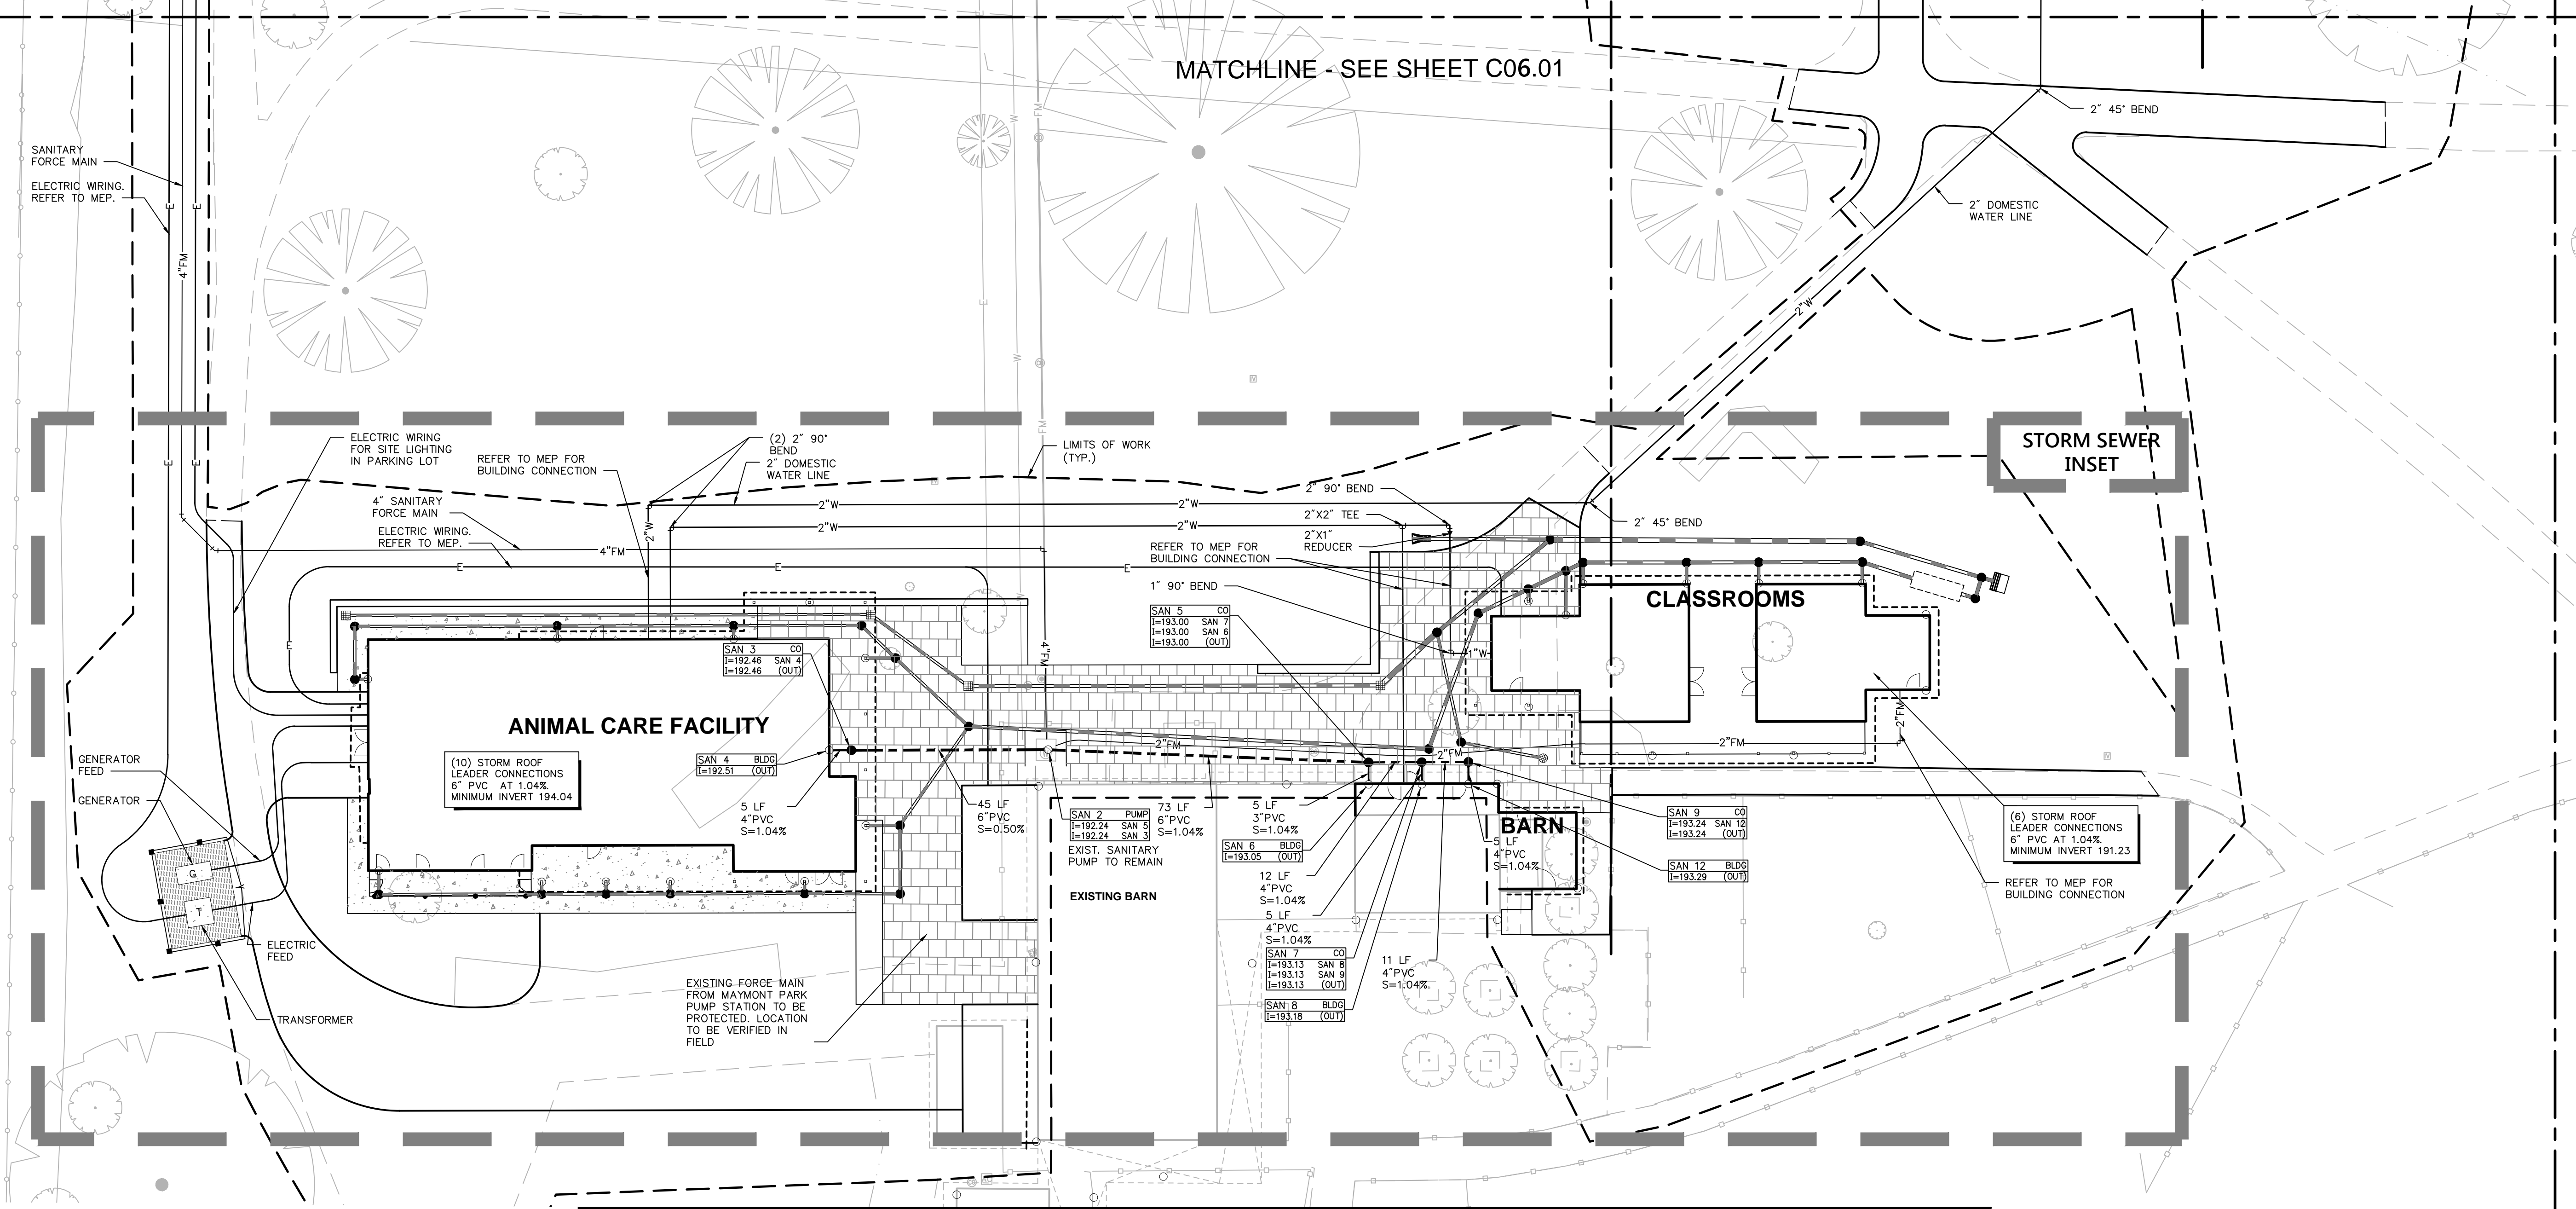 MATCHLINE - SEE SHEET C06.01
2" 45° BEND
SANITARY
FORCE MAIN
ELECTRIC WIRING.
REFER TO MEP.
2" DOMESTIC
WATER LINE
E
E
4"FM
E
W
FM
W
E
2"W
FM
STORM SEWER
INSET
ELECTRIC WIRING
FOR SITE LIGHTING
IN PARKING LOT
REFER TO MEP FOR
BUILDING CONNECTION
(2) 2" 90°
BEND
2" DOMESTIC
WATER LINE
LIMITS OF WORK
(TYP.)
E
E
4" SANITARY
FORCE MAIN
ELECTRIC WIRING.
REFER TO MEP.
2" 90° BEND
2"W
2"W
2"W
2"W
2"W
2"X2" TEE
2" 45° BEND
2"X1"
REDUCER
4"FM
REFER TO MEP FOR
BUILDING CONNECTION
E
E
E
1" 90° BEND
CLASSROOMS
SAN 5 CO
I=193.00 SAN 7
I=193.00 SAN 6
I=193.00 (OUT)
E
SAN 3 CO
I=192.46 SAN 4
I=192.46 (OUT)
4"FM
1"W
ANIMAL CARE FACILITY
2"FM
2"FM
2"FM
2"FM
SAN 4 BLDG
I=192.51 (OUT)
GENERATOR
FEED
(10) STORM ROOF
LEADER CONNECTIONS
6" PVC AT 1.04%.
MINIMUM INVERT 194.04
GENERATOR
5 LF
4"PVC
S=1.04%
45 LF
6"PVC
S=0.50%
SAN 2 PUMP
I=192.24 SAN 5
I=192.24 SAN 3
EXIST. SANITARY
PUMP TO REMAIN
73 LF
6"PVC
S=1.04%
5 LF
3"PVC
S=1.04%
SAN 6 BLDG
I=193.05 (OUT)
BARN
5 LF
4"PVC
S=1.04%
SAN 9 CO
I=193.24 SAN 12
I=193.24 (OUT)
(6) STORM ROOF
LEADER CONNECTIONS
6" PVC AT 1.04%.
MINIMUM INVERT 191.23
SAN 12 BLDG
I=193.29 (OUT)
REFER TO MEP FOR
BUILDING CONNECTION
G
T
EXISTING BARN
12 LF
4"PVC
S=1.04%
5 LF
4"PVC
S=1.04%
SAN 7 CO
I=193.13 SAN 8
I=193.13 SAN 9
I=193.13 (OUT)
11 LF
4"PVC
S=1.04%
SAN 8 BLDG
I=193.18 (OUT)
ELECTRIC
FEED
EXISTING FORCE MAIN
FROM MAYMONT PARK
PUMP STATION TO BE
PROTECTED. LOCATION
TO BE VERIFIED IN
FIELD
TRANSFORMER